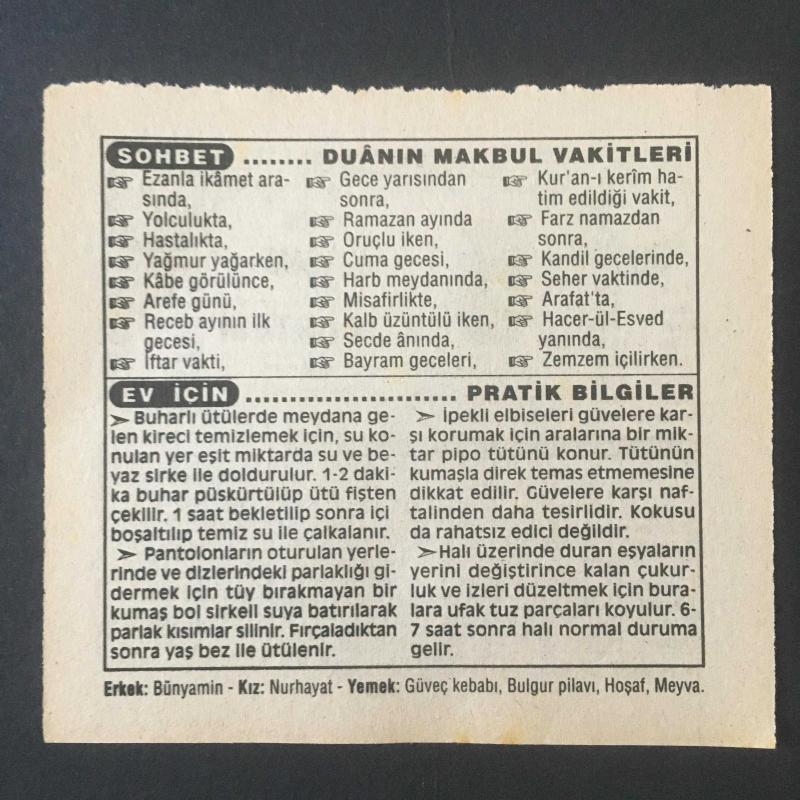 SOHBET ........ DUÂNIN MAKBUL VAKİTLERİ
☞ Ezanla ikâmet ara-
sında,
☞ Yolculukta,
☞ Hastalıkta,
☞ Yağmur yağarken,
☞ Kâbe görülünce,
☞ Arefe günü,
☞ Receb ayının ilk
gecesi,
☞ İftar vakti,
☞ Gece yarısından
sonra,
☞ Ramazan ayında
☞ Oruçlu iken,
☞ Cuma gecesi,
☞ Harb meydanında,
☞ Misafirlikte,
☞ Kalb üzüntülü iken,
☞ Secde ânında,
☞ Bayram geceleri,
☞ Kur'an-ı kerîm ha-
tim edildiği vakit,
☞ Farz namazdan
sonra,
☞ Kandil gecelerinde,
☞ Seher vaktinde,
☞ Arafat'ta,
☞ Hacer-ül-Esved
yanında,
☞ Zemzem içilirken.
EV İÇİN ........................ PRATİK BİLGİLER
➢ Buharlı ütülerde meydana ge-
len kireci temizlemek için, su ko-
nulan yer eşit miktarda su ve be-
yaz sirke ile doldurulur. 1-2 daki-
ka buhar püskürtülüp ütü fişten
çekilir. 1 saat bekletilip sonra içi
boşaltılıp temiz su ile çalkalanır.
➢ Pantolonların oturulan yerle-
rinde ve dizlerindeki parlaklığı gi-
dermek için tüy bırakmayan bir
kumaş bol sirkeli suya batırılarak
parlak kısımlar silinir. Fırçaladıktan
sonra yaş bez ile ütülenir.
➢ İpekli elbiseleri güvelere kar-
şı korumak için aralarına bir mik-
tar pipo tütünü konur. Tütünün
kumaşla direk temas etmemesine
dikkat edilir. Güvelere karşı naf-
talinden daha tesirlidir. Kokusu
da rahatsız edici değildir.
➢ Halı üzerinde duran eşyaların
yerini değiştirince kalan çukur-
luk ve izleri düzeltmek için bura-
lara ufak tuz parçaları koyulur. 6-
7 saat sonra halı normal duruma
gelir.
Erkek: Bünyamin - Kız: Nurhayat - Yemek: Güveç kebabı, Bulgur pilavı, Hoşaf, Meyva.